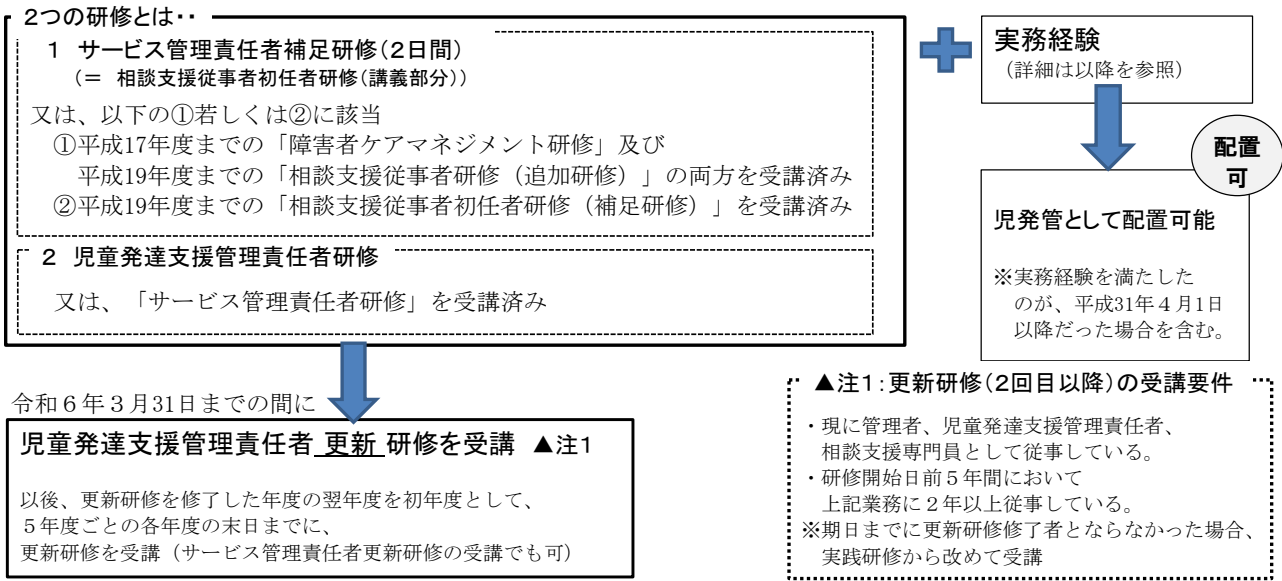 2つの研修とは・・
1 サービス管理責任者補足研修（2日間）
（＝ 相談支援従事者初任者研修（講義部分））
又は、以下の①若しくは②に該当
①平成17年度までの「障害者ケアマネジメント研修」及び
平成19年度までの「相談支援従事者研修（追加研修）」の両方を受講済み
②平成19年度までの「相談支援従事者初任者研修（補足研修）」を受講済み
2 児童発達支援管理責任者研修
又は、「サービス管理責任者研修」を受講済み
実務経験
（詳細は以降を参照）
配置
可
児発管として配置可能
※実務経験を満たした
のが、平成31年４月1日
以降だった場合を含む。
令和６年３月31日までの間に
児童発達支援管理責任者 更新 研修を受講 ▲注1
以後、更新研修を修了した年度の翌年度を初年度として、
５年度ごとの各年度の末日までに、
更新研修を受講（サービス管理責任者更新研修の受講でも可）
▲注1：更新研修（2回目以降）の受講要件
・現に管理者、児童発達支援管理責任者、
相談支援専門員として従事している。
・研修開始日前５年間において
上記業務に２年以上従事している。
※期日までに更新研修修了者とならなかった場合、
実践研修から改めて受講